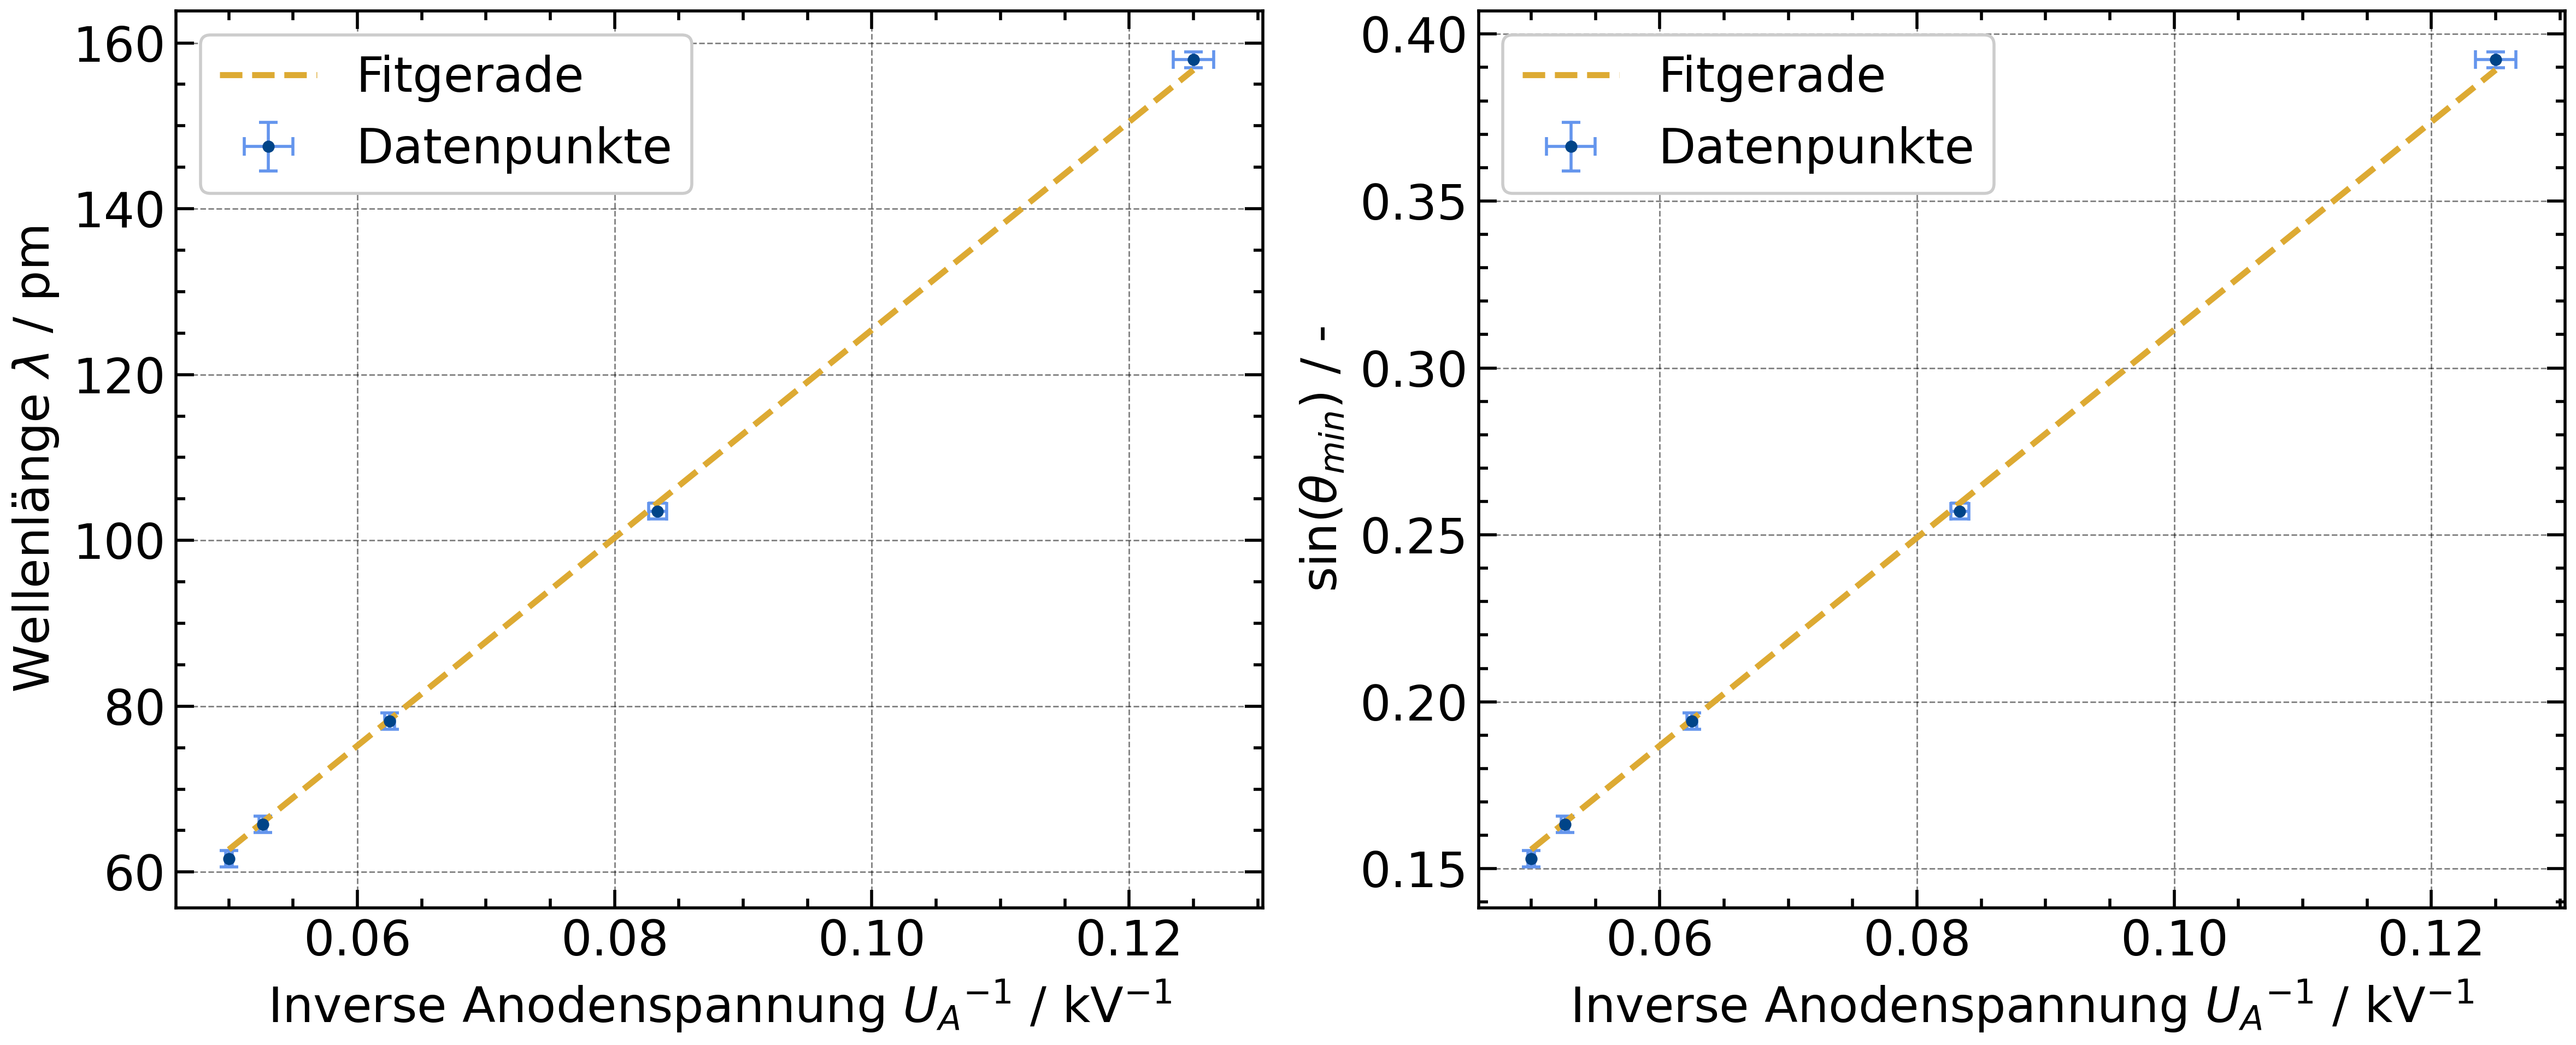 160
140
120
100
80
60
Wellenlänge λ / pm
Fitgerade
Datenpunkte
0.06 0.08 0.10 0.12
Inverse Anodenspannung U_A⁻¹ / kV⁻¹
0.40
0.35
0.30
0.25
0.20
0.15
sin(θ_min) / -
Fitgerade
Datenpunkte
0.06 0.08 0.10 0.12
Inverse Anodenspannung U_A⁻¹ / kV⁻¹